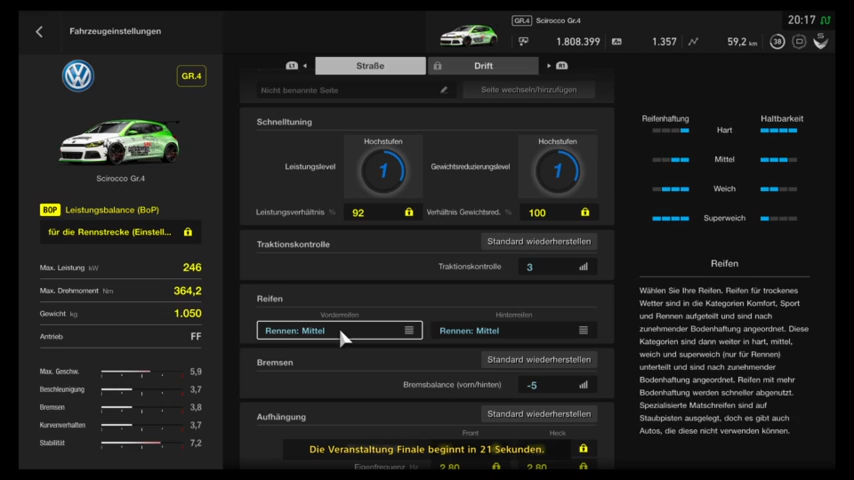 Fahrzeugeinstellungen
GR.4 Scirocco Gr.4
20:17
1.808.399 1.357 59,2 km 38
GR.4
Scirocco Gr.4
BOP Leistungsbalance (BoP)
für die Rennstrecke (Einstell...
Max. Leistung kW 246
Max. Drehmoment Nm 364,2
Gewicht kg 1.050
Antrieb FF
Max. Geschw. 5,9
Beschleunigung 3,7
Bremsen 3,8
Kurvenverhalten 3,7
Stabilität 7,2
L1 Straße Drift R1
Nicht benannte Seite Seite wechseln/hinzufügen
Schnelltuning
Hochstufen Hochstufen
Leistungslevel 1 Gewichtsreduzierungslevel 1
Leistungsverhältnis % 92 Verhältnis Gewichtsred. % 100
Traktionskontrolle Standard wiederherstellen
Traktionskontrolle 3
Reifen
Vorderreifen Hinterreifen
Rennen: Mittel Rennen: Mittel
Bremsen Standard wiederherstellen
Bremsbalance (vorn/hinten) -5
Aufhängung Standard wiederherstellen
Front Heck
Die Veranstaltung Finale beginnt in 21 Sekunden.
Eigenfrequenz Hz 2,80 2,80
Reifenhaftung Haltbarkeit
Hart
Mittel
Weich
Superweich
Reifen
Wählen Sie Ihre Reifen. Reifen für trockenes
Wetter sind in die Kategorien Komfort, Sport
und Rennen aufgeteilt und sind nach
zunehmender Bodenhaftung angeordnet. Diese
Kategorien sind dann weiter in hart, mittel,
weich und superweich (nur für Rennen)
unterteilt und sind nach zunehmender
Bodenhaftung angeordnet. Reifen mit mehr
Bodenhaftung werden schneller abgenutzt.
Spezialisierte Matschreifen sind auf
Staubpisten ausgelegt, doch es gibt auch
Autos, die diese nicht verwenden können.